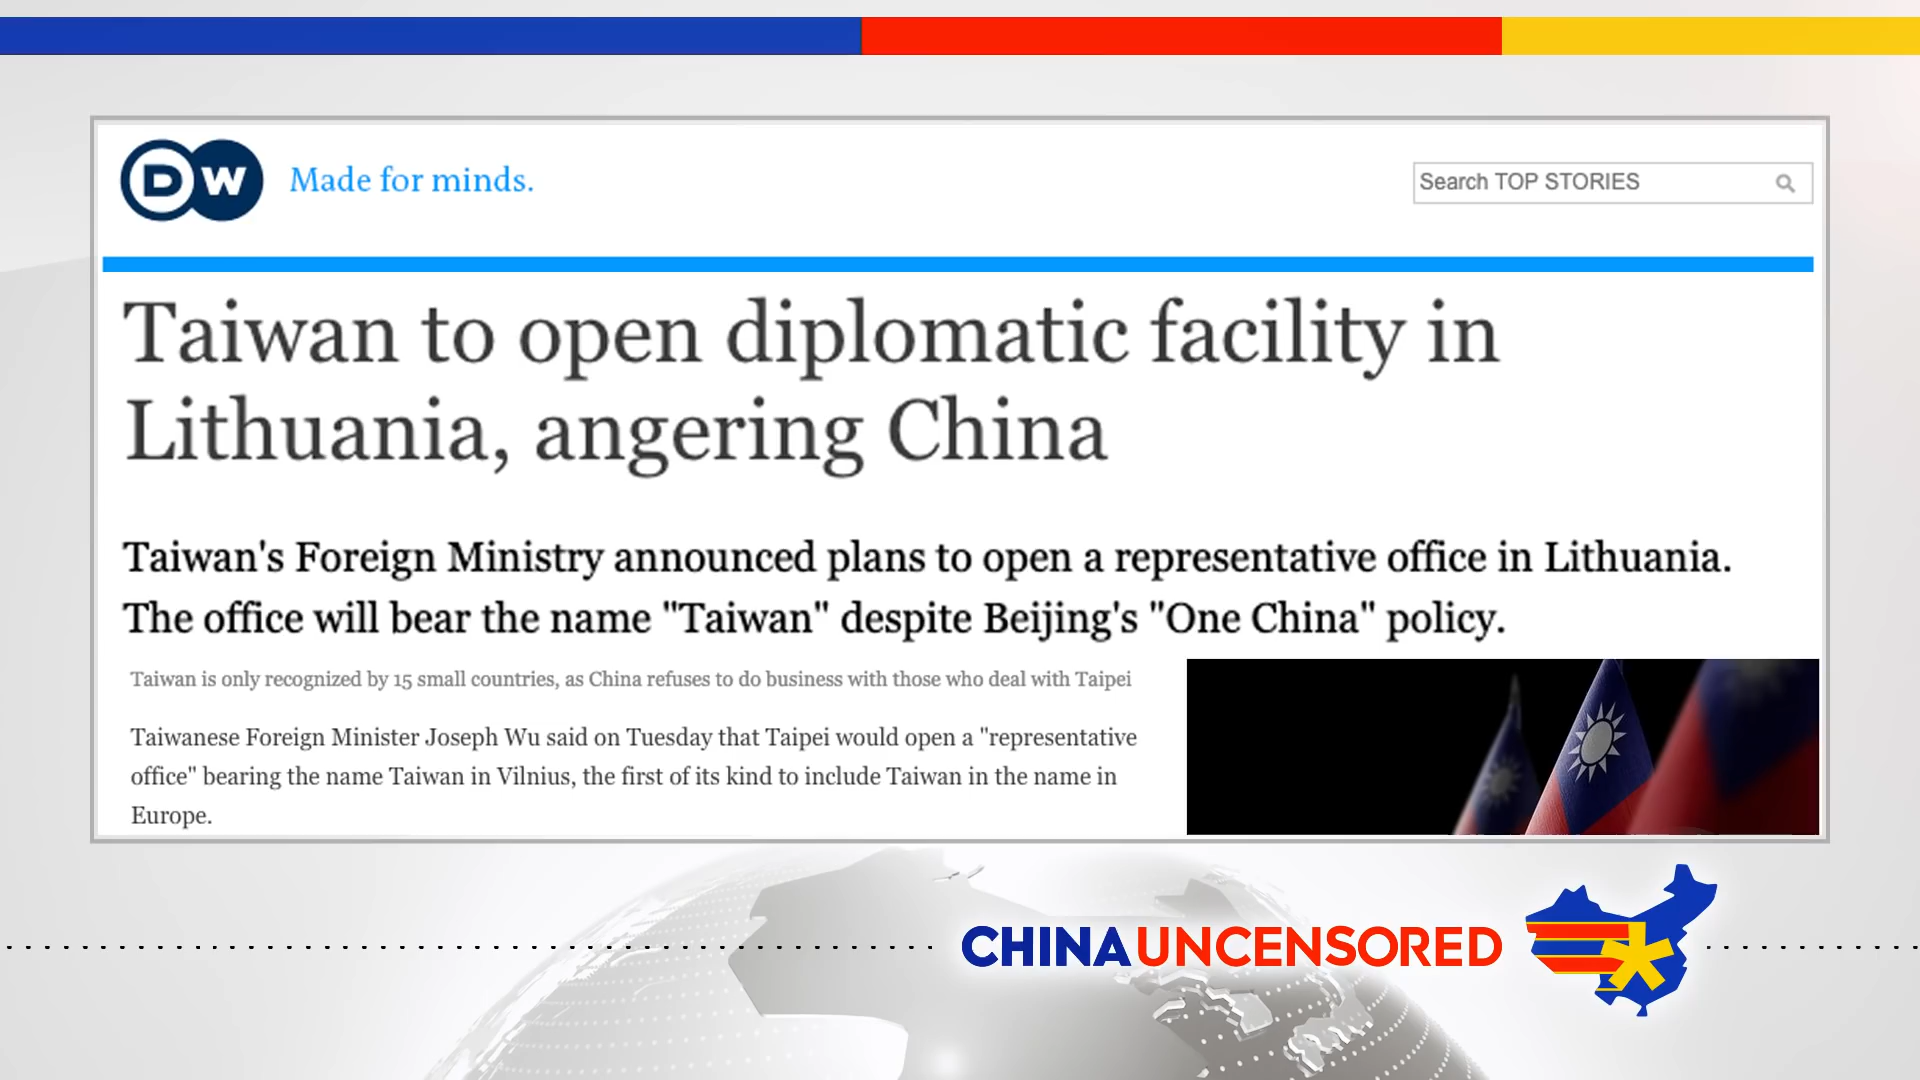 DW Made for minds.
Search TOP STORIES
Taiwan to open diplomatic facility in
Lithuania, angering China
Taiwan's Foreign Ministry announced plans to open a representative office in Lithuania.
The office will bear the name "Taiwan" despite Beijing's "One China" policy.
Taiwan is only recognized by 15 small countries, as China refuses to do business with those who deal with Taipei
Taiwanese Foreign Minister Joseph Wu said on Tuesday that Taipei would open a "representative
office" bearing the name Taiwan in Vilnius, the first of its kind to include Taiwan in the name in
Europe.
CHINAUNCENSORED